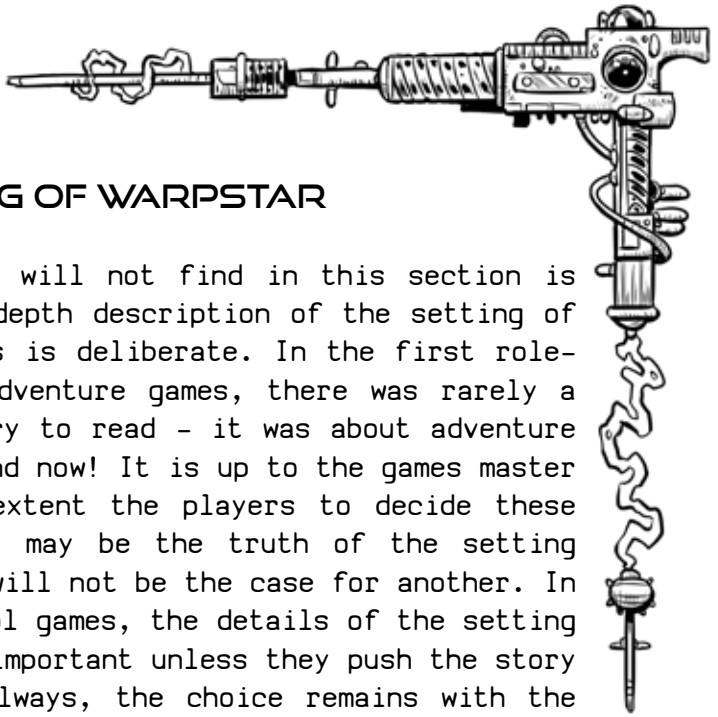 G OF WARPSTAR
will not find in this section is
depth description of the setting of
s is deliberate. In the first role-
dventure games, there was rarely a
ry to read – it was about adventure
nd now! It is up to the games master
extent the players to decide these
may be the truth of the setting
will not be the case for another. In
ol games, the details of the setting
important unless they push the story
lways, the choice remains with the